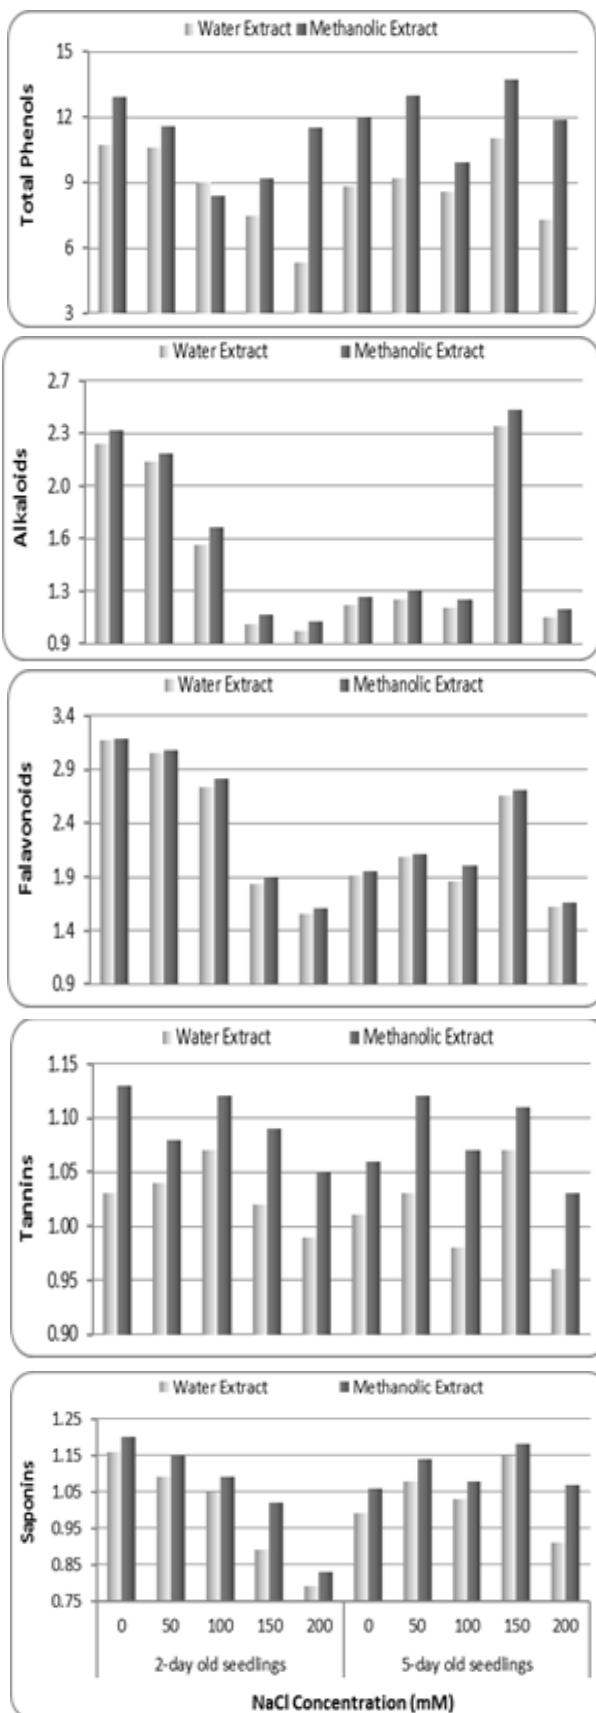 Water Extract Methanolic Extract
Total Phenols
15
12
9
6
3
Water Extract Methanolic Extract
Alkaloids
2.7
2.3
2.0
1.6
1.3
0.9
Water Extract Methanolic Extract
Falavonoids
3.4
2.9
2.4
1.9
1.4
0.9
Water Extract Methanolic Extract
Tannins
1.15
1.10
1.05
1.00
0.95
0.90
Water Extract Methanolic Extract
Saponins
1.25
1.15
1.05
0.95
0.85
0.75
0 50 100 150 200 0 50 100 150 200
2-day old seedlings 5-day old seedlings
NaCl Concentration (mM)